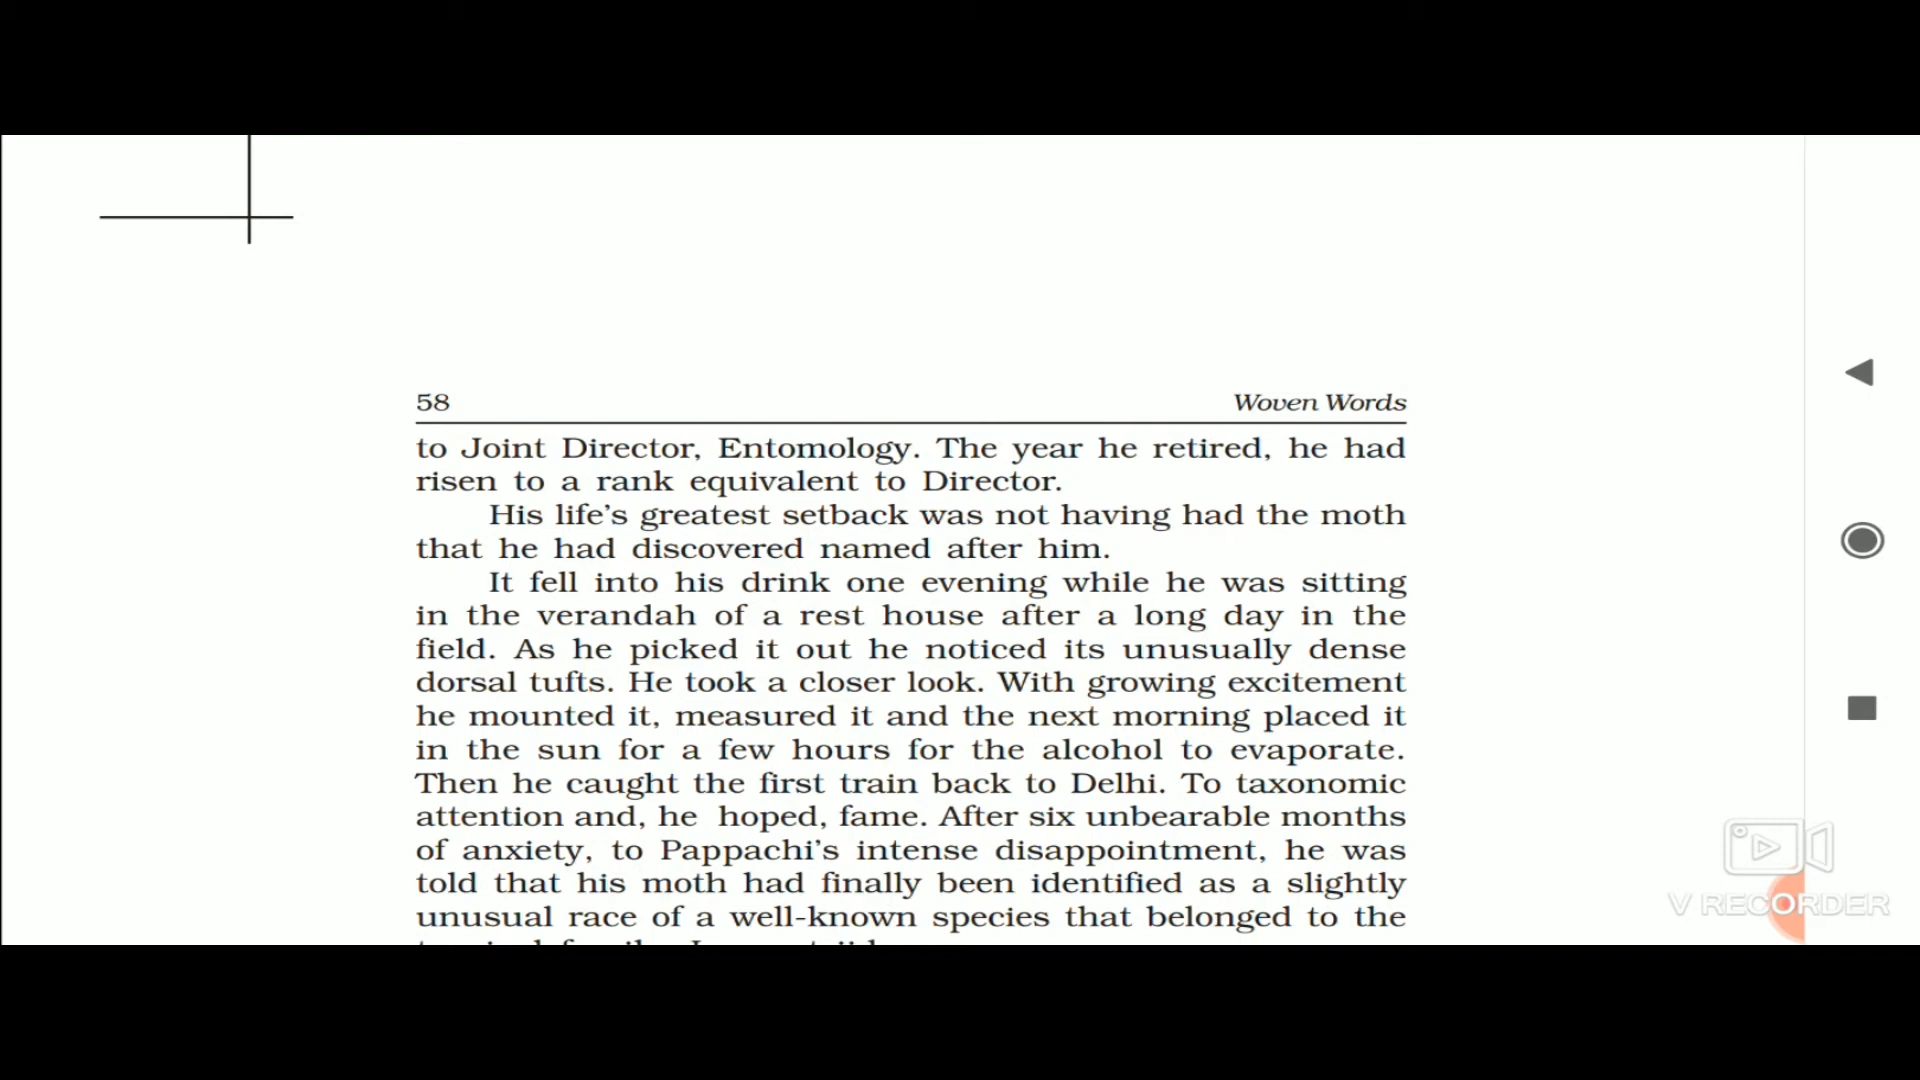 58 Woven Words
to Joint Director, Entomology. The year he retired, he had
risen to a rank equivalent to Director.
His life's greatest setback was not having had the moth
that he had discovered named after him.
It fell into his drink one evening while he was sitting
in the verandah of a rest house after a long day in the
field. As he picked it out he noticed its unusually dense
dorsal tufts. He took a closer look. With growing excitement
he mounted it, measured it and the next morning placed it
in the sun for a few hours for the alcohol to evaporate.
Then he caught the first train back to Delhi. To taxonomic
attention and, he hoped, fame. After six unbearable months
of anxiety, to Pappachi's intense disappointment, he was
told that his moth had finally been identified as a slightly
unusual race of a well-known species that belonged to the
V RECORDER